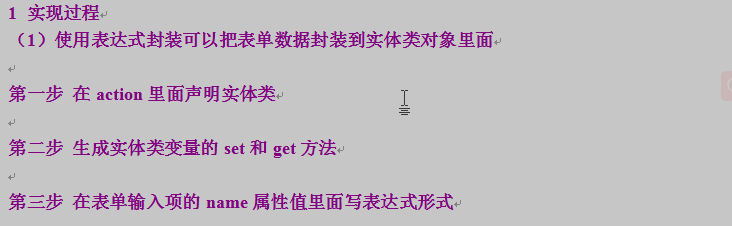 1 实现过程
（1）使用表达式封装可以把表单数据封装到实体类对象里面
第一步 在 action 里面声明实体类
第二步 生成实体类变量的 set 和 get 方法
第三步 在表单输入项的 name 属性值里面写表达式形式